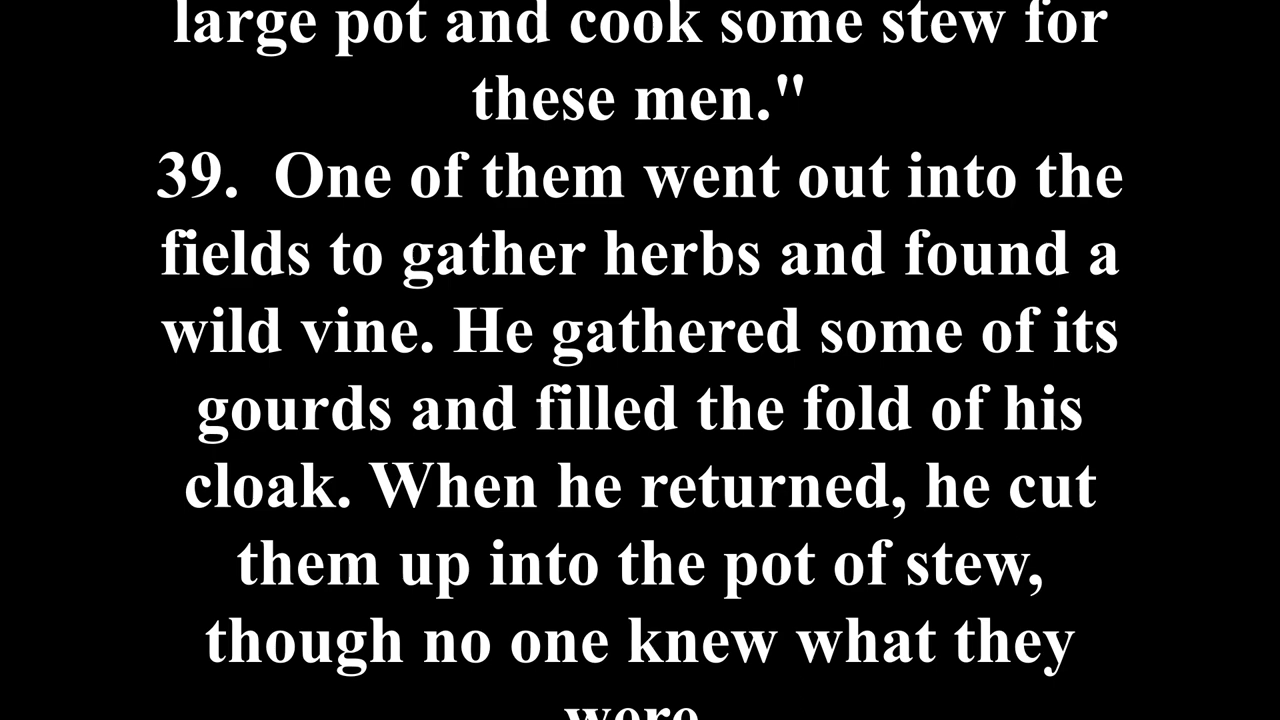 large pot and cook some stew for
these men."
39.  One of them went out into the
fields to gather herbs and found a
wild vine. He gathered some of its
gourds and filled the fold of his
cloak. When he returned, he cut
them up into the pot of stew,
though no one knew what they
were